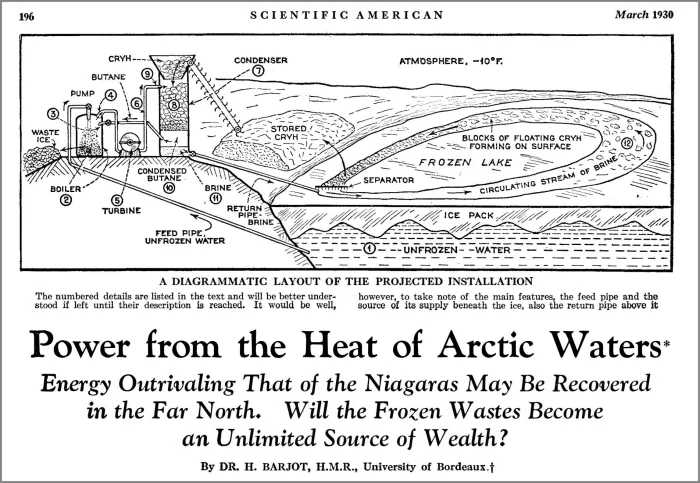 196
SCIENTIFIC AMERICAN
March 1930
CRYH
CONDENSER
7
ATMOSPHERE, -10°F.
BUTANE
9
PUMP
4
6
8
3
STORED
CRYH
BLOCKS OF FLOATING CRYH
FORMING ON SURFACE
12
WASTE
ICE
FROZEN LAKE
SEPARATOR
CIRCULATING STREAM OF BRINE
BOILER
2
5
TURBINE
CONDENSED
BUTANE
10
BRINE
11
RETURN
PIPE-
BRINE
ICE PACK
FEED PIPE,
UNFROZEN WATER
1
UNFROZEN WATER
A DIAGRAMMATIC LAYOUT OF THE PROJECTED INSTALLATION
The numbered details are listed in the text and will be better under-
stood if left until their description is reached. It would be well,
however, to take note of the main features, the feed pipe and the
source of its supply beneath the ice, also the return pipe above it
Power from the Heat of Arctic Waters*
Energy Outrivaling That of the Niagaras May Be Recovered
in the Far North. Will the Frozen Wastes Become
an Unlimited Source of Wealth?
By DR. H. BARJOT, H.M.R., University of Bordeaux.†